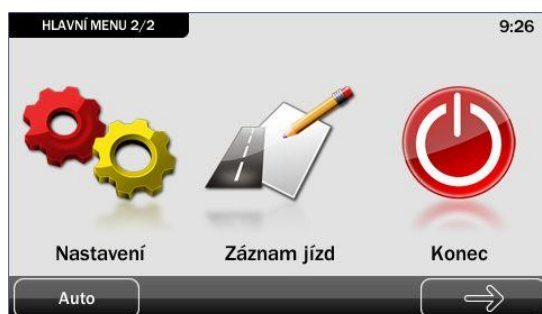 HLAVNÍ MENU 2/2
9:26
Nastavení
Záznam jízd
Konec
Auto